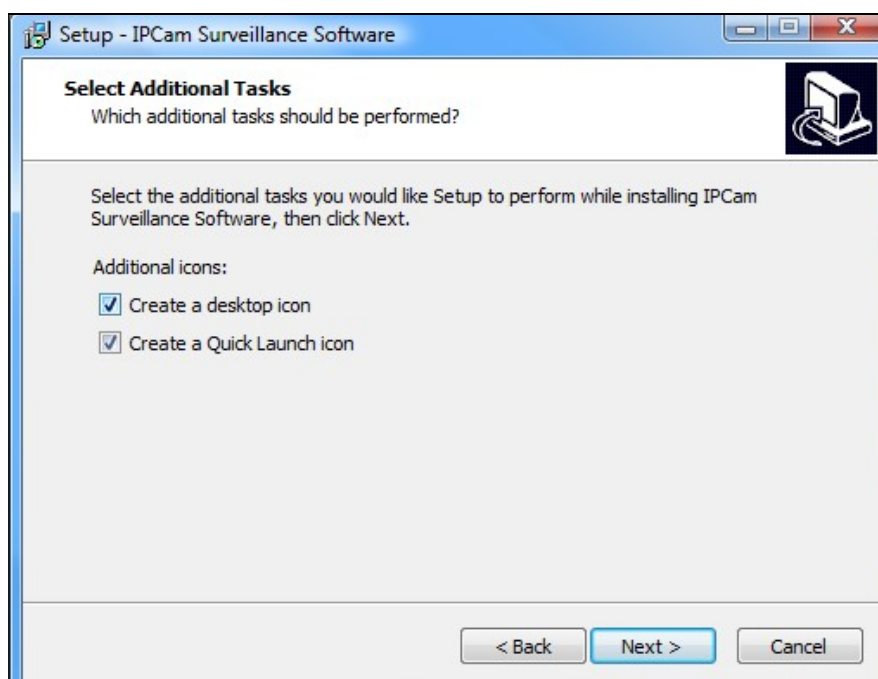 Setup - IPCam Surveillance Software
Select Additional Tasks
Which additional tasks should be performed?
Select the additional tasks you would like Setup to perform while installing IPCam
Surveillance Software, then click Next.
Additional icons:
Create a desktop icon
Create a Quick Launch icon
< Back Next > Cancel